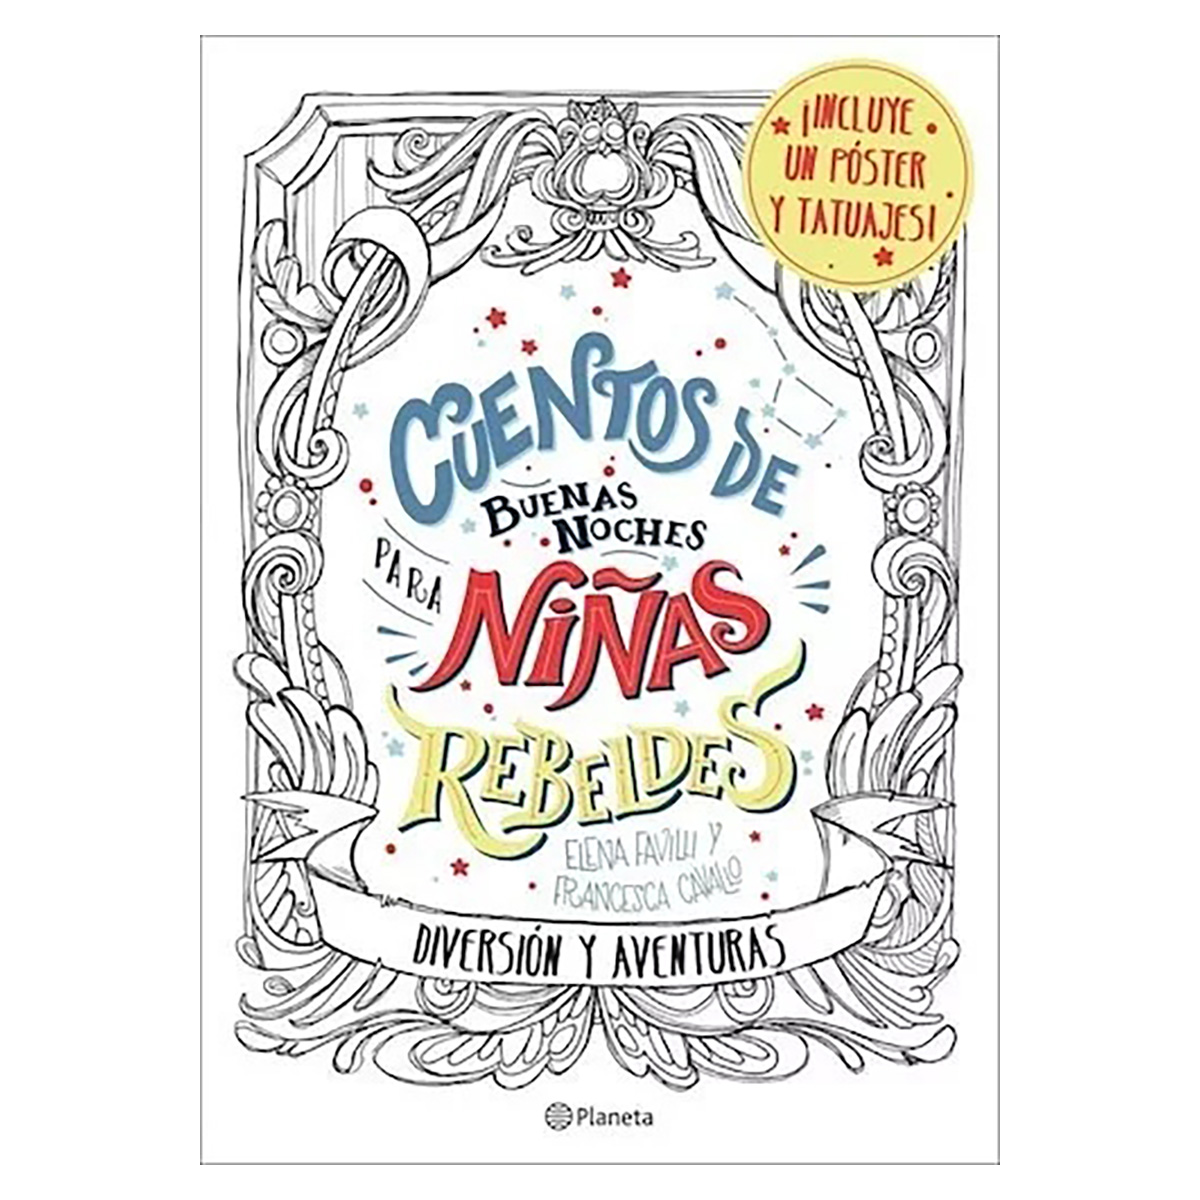 ¡INCLUYE
UN PÓSTER
Y TATUAJES!
CUENTOS DE
BUENAS
NOCHES
PARA
NIÑAS
REBELDES
ELENA FAVILLI Y
FRANCESCA CAVALLO
DIVERSIÓN Y AVENTURAS
Planeta